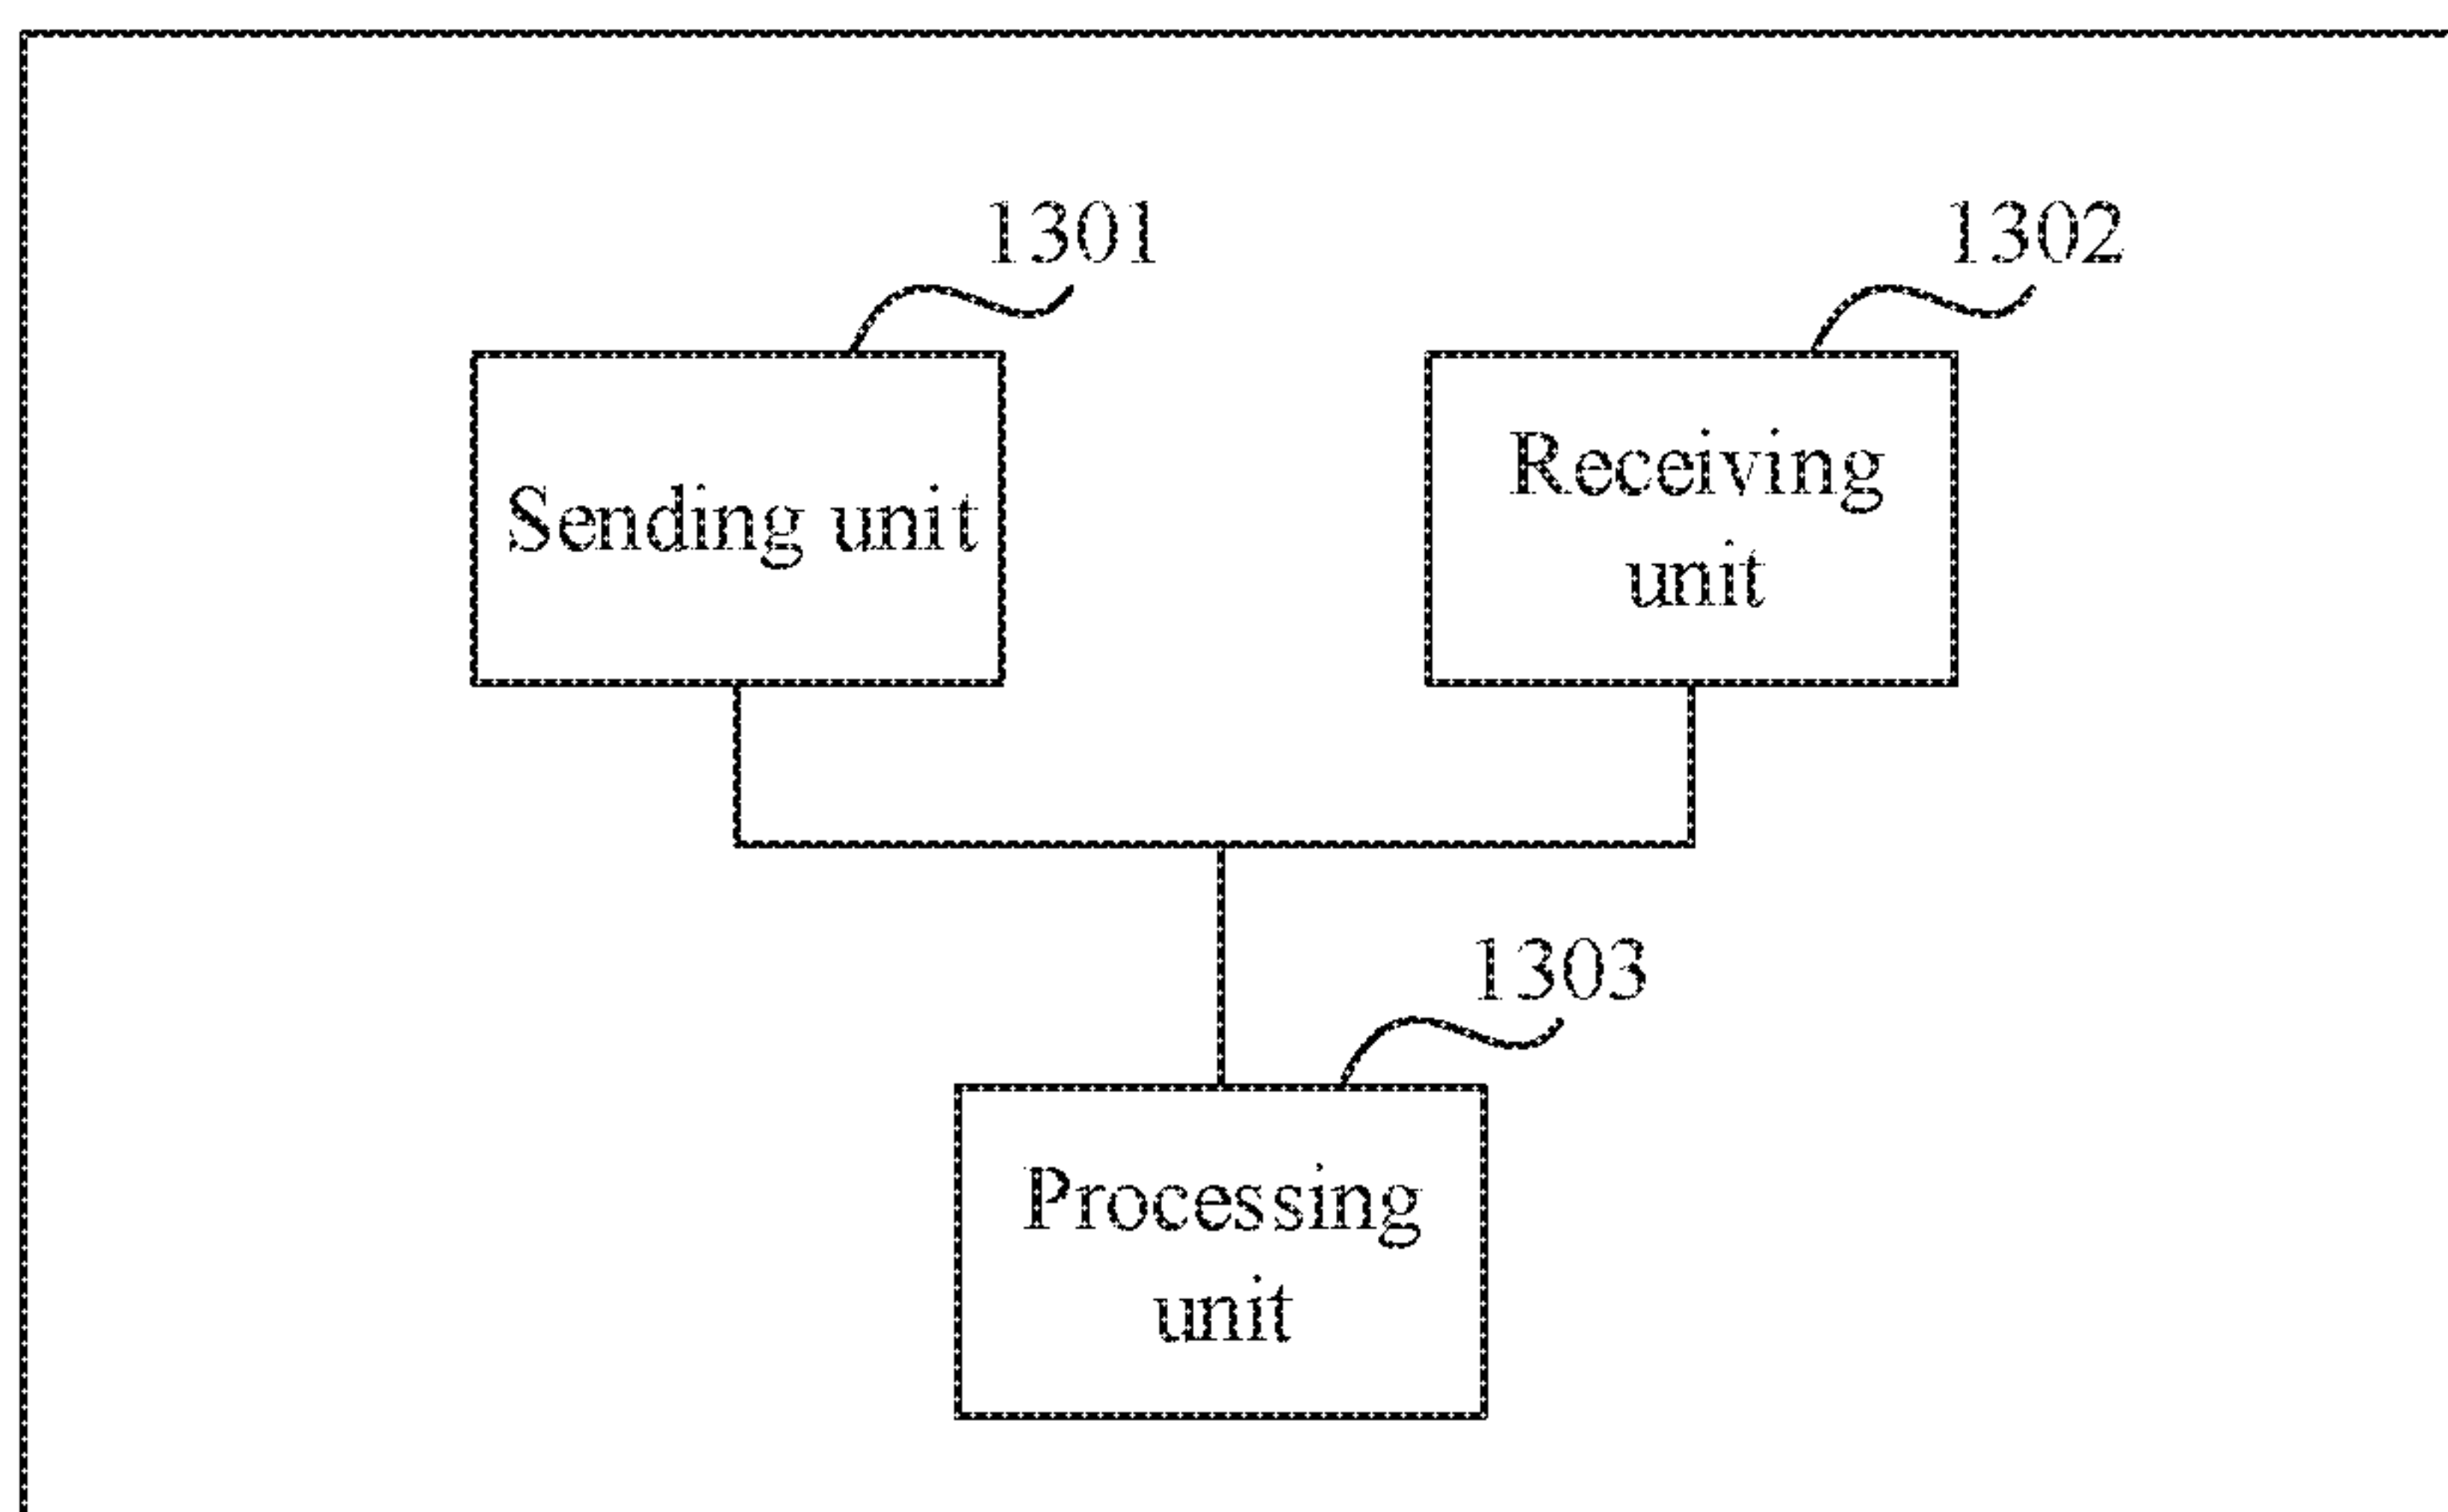 1301
1302
Sending unit
Receiving
unit
1303
Processing
unit